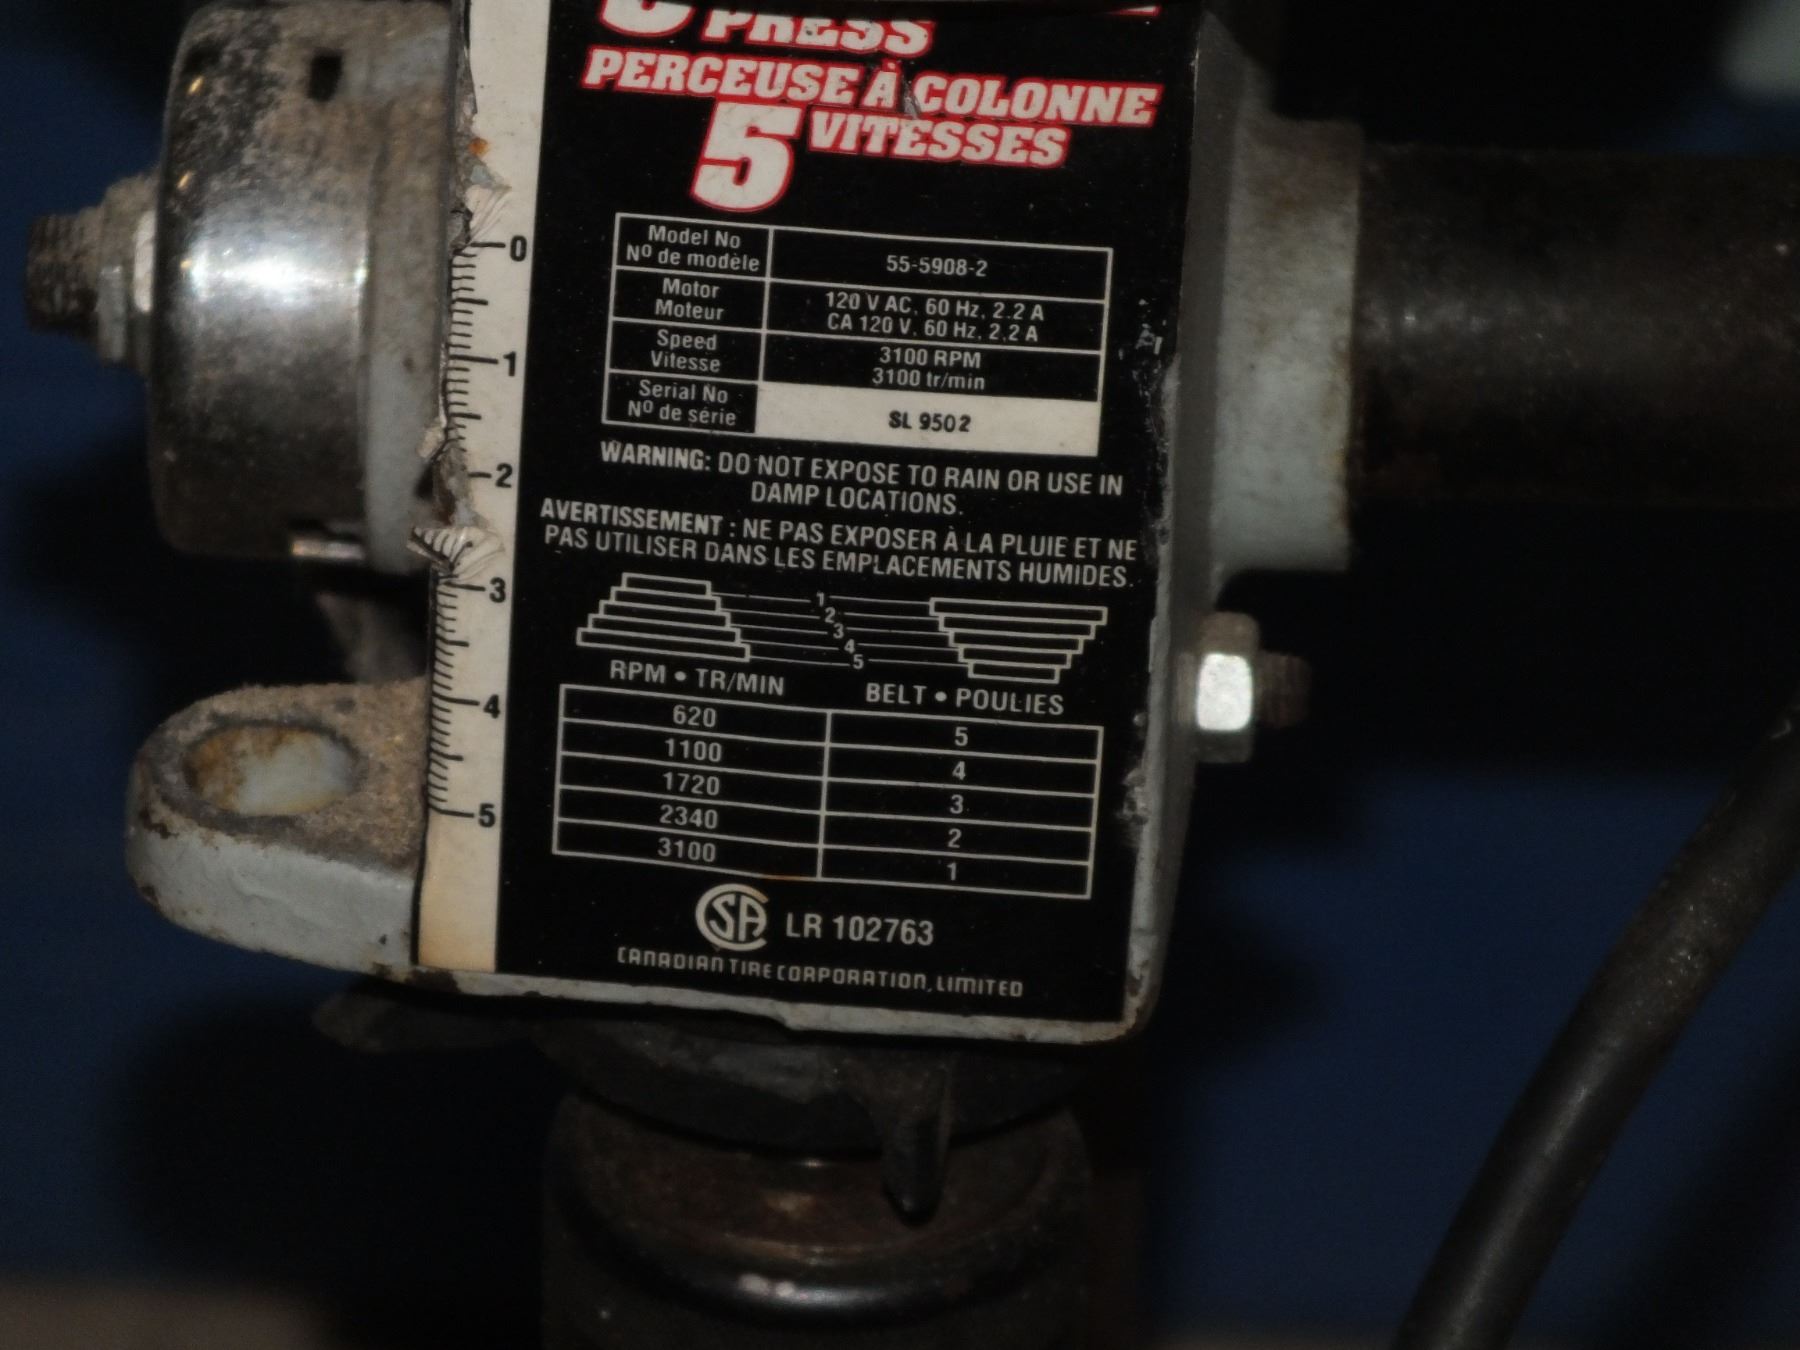 PRESS
PERCEUSE À COLONNE
5 VITESSES
Model No
Nº de modèle
55-5908-2
Motor
Moteur
120 V AC, 60 Hz, 2.2 A
CA 120 V, 60 Hz, 2,2 A
Speed
Vitesse
3100 RPM
3100 tr/min
Serial No
Nº de série
SL 9502
WARNING: DO NOT EXPOSE TO RAIN OR USE IN
DAMP LOCATIONS.
AVERTISSEMENT : NE PAS EXPOSER À LA PLUIE ET NE
PAS UTILISER DANS LES EMPLACEMENTS HUMIDES.
1
2
3
4
5
RPM • TR/MIN BELT • POULIES
620 5
1100 4
1720 3
2340 2
3100 1
CSA LR 102763
CANADIAN TIRE CORPORATION, LIMITED
0
1
2
3
4
5